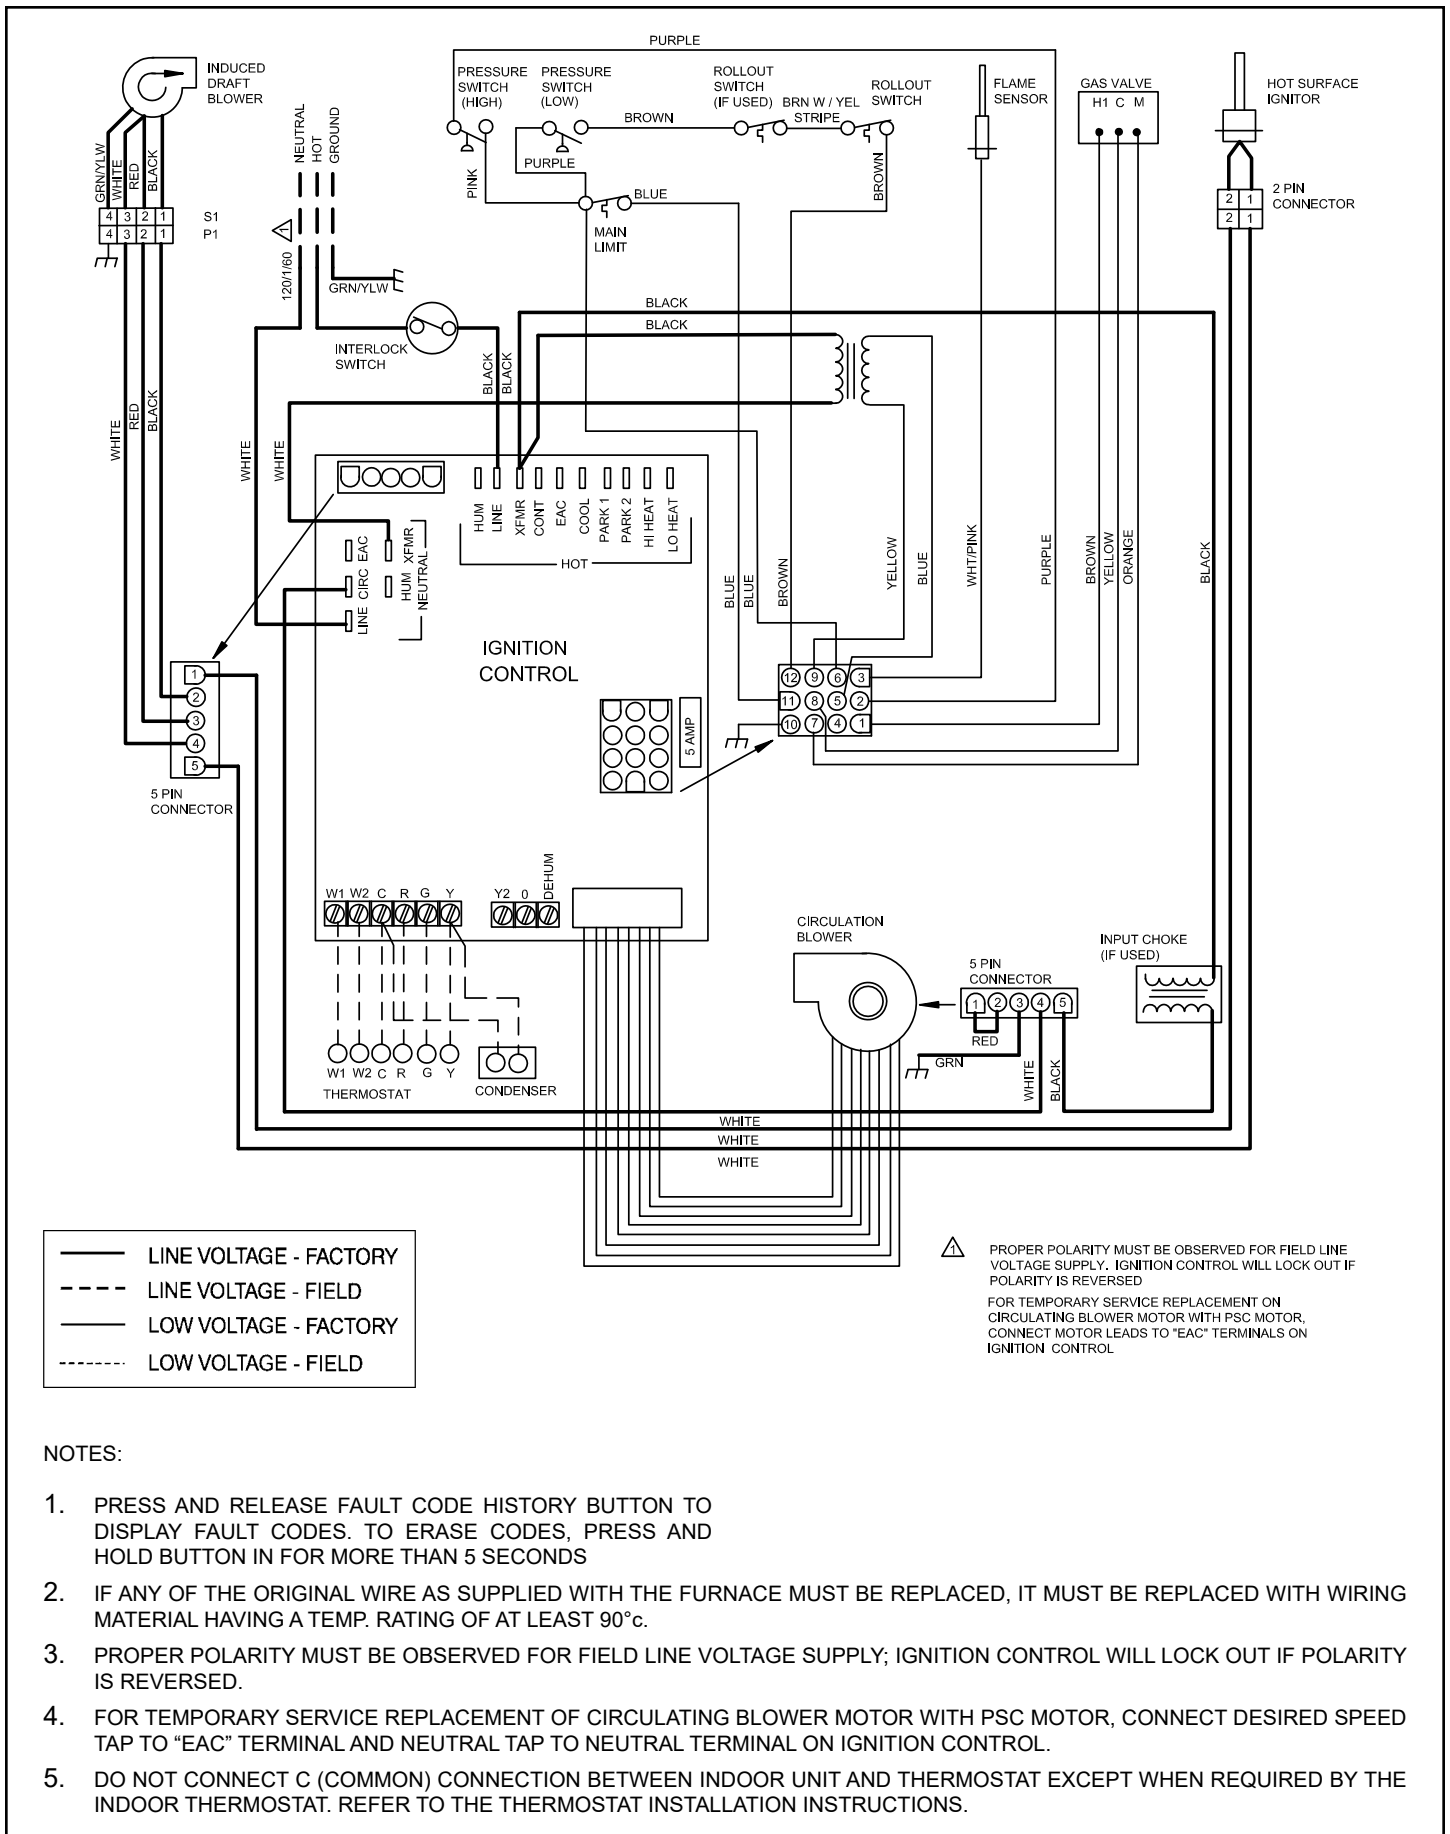 PURPLE
INDUCED
DRAFT
BLOWER
PRESSURE
SWITCH
(HIGH)
PRESSURE
SWITCH
(LOW)
ROLLOUT
SWITCH
(IF USED)
BRN W / YEL
STRIPE
ROLLOUT
SWITCH
FLAME
SENSOR
GAS VALVE
H1 C M
HOT SURFACE
IGNITOR
NEUTRAL
HOT
GROUND
BROWN
PURPLE
PINK
BLUE
BROWN
MAIN
LIMIT
GRN/YLW
WHITE
RED
BLACK
4 3 2 1
S1
4 3 2 1
P1
2 1
2 1
2 PIN
CONNECTOR
1
120/1/60
GRN/YLW
INTERLOCK
SWITCH
BLACK
BLACK
BLACK
BLACK
WHITE
RED
BLACK
WHITE
WHITE
HUM
LINE
XFMR
CONT
EAC
COOL
PARK 1
PARK 2
HI HEAT
LO HEAT
HOT
EAC
XFMR
CIRC
HUM
LINE
NEUTRAL
IGNITION
CONTROL
5 AMP
BLUE
BLUE
BROWN
YELLOW
BLUE
WHT/PINK
PURPLE
BROWN
YELLOW
ORANGE
BLACK
12 9 6 3
11 8 5 2
10 7 4 1
1
2
3
4
5
5 PIN
CONNECTOR
W1 W2 C R G Y
Y2 0 DEHUM
W1 W2 C R G Y
THERMOSTAT
CONDENSER
CIRCULATION
BLOWER
5 PIN
CONNECTOR
1 2 3 4 5
RED
GRN
WHITE
BLACK
INPUT CHOKE
(IF USED)
WHITE
WHITE
WHITE
LINE VOLTAGE - FACTORY
LINE VOLTAGE - FIELD
LOW VOLTAGE - FACTORY
LOW VOLTAGE - FIELD
1
PROPER POLARITY MUST BE OBSERVED FOR FIELD LINE
VOLTAGE SUPPLY. IGNITION CONTROL WILL LOCK OUT IF
POLARITY IS REVERSED
FOR TEMPORARY SERVICE REPLACEMENT ON
CIRCULATING BLOWER MOTOR WITH PSC MOTOR,
CONNECT MOTOR LEADS TO "EAC" TERMINALS ON
IGNITION CONTROL
NOTES:
1. PRESS AND RELEASE FAULT CODE HISTORY BUTTON TO
DISPLAY FAULT CODES. TO ERASE CODES, PRESS AND
HOLD BUTTON IN FOR MORE THAN 5 SECONDS
2. IF ANY OF THE ORIGINAL WIRE AS SUPPLIED WITH THE FURNACE MUST BE REPLACED, IT MUST BE REPLACED WITH WIRING
MATERIAL HAVING A TEMP. RATING OF AT LEAST 90°c.
3. PROPER POLARITY MUST BE OBSERVED FOR FIELD LINE VOLTAGE SUPPLY; IGNITION CONTROL WILL LOCK OUT IF POLARITY
IS REVERSED.
4. FOR TEMPORARY SERVICE REPLACEMENT OF CIRCULATING BLOWER MOTOR WITH PSC MOTOR, CONNECT DESIRED SPEED
TAP TO “EAC” TERMINAL AND NEUTRAL TAP TO NEUTRAL TERMINAL ON IGNITION CONTROL.
5. DO NOT CONNECT C (COMMON) CONNECTION BETWEEN INDOOR UNIT AND THERMOSTAT EXCEPT WHEN REQUIRED BY THE
INDOOR THERMOSTAT. REFER TO THE THERMOSTAT INSTALLATION INSTRUCTIONS.